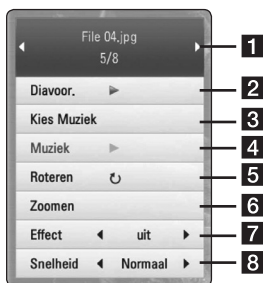 File 04.jpg
1
5/8
Diavoor.
2
Kies Muziek
3
Muziek
4
Roteren
5
Zoomen
6
Effect uit
7
Snelheid Normaal
8